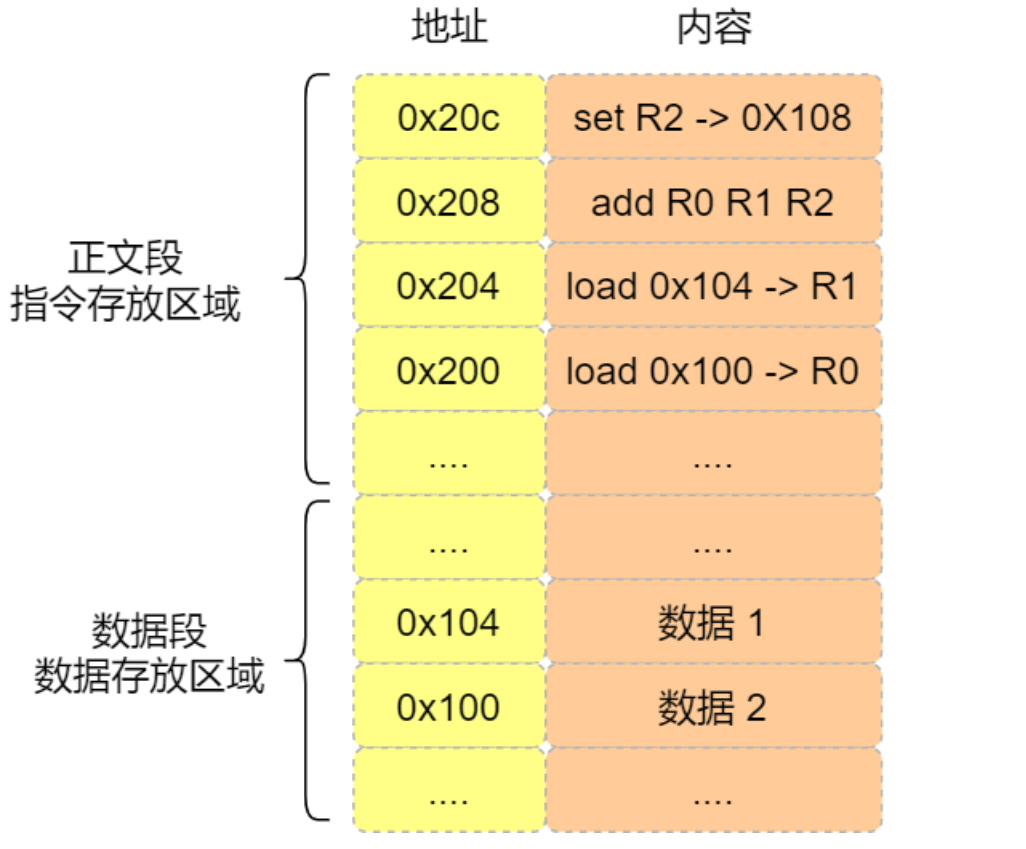 地址 内容
0x20c set R2 -> 0X108
0x208 add R0 R1 R2
正文段
指令存放区域
0x204 load 0x104 -> R1
0x200 load 0x100 -> R0
.... ....
.... ....
数据段
数据存放区域
0x104 数据 1
0x100 数据 2
.... ....